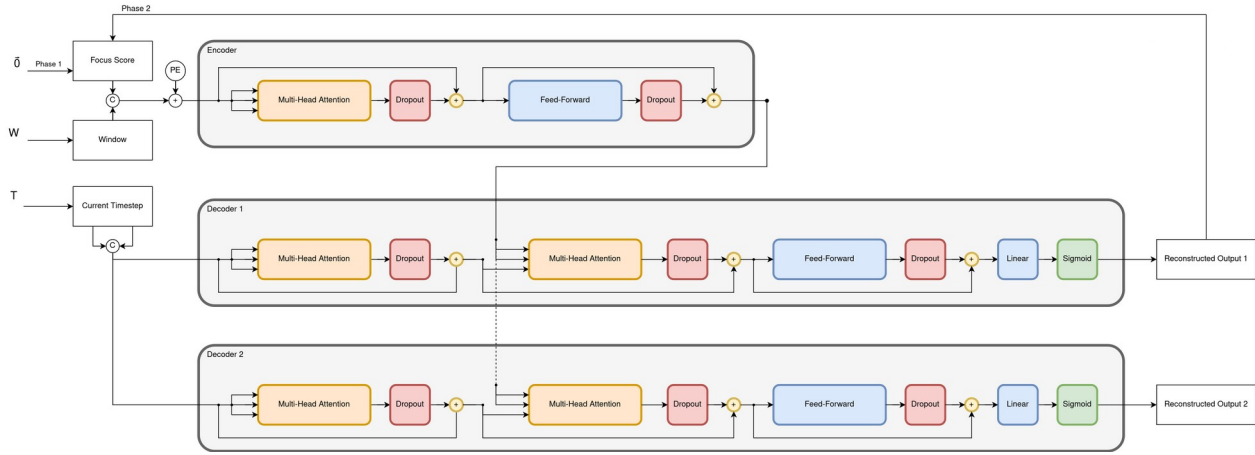 Phase 2
Focus Score
0⃗
Phase 1
PE
C
+
W
Window
Encoder
Multi-Head Attention
Dropout
+
Feed-Forward
Dropout
+
T
Current Timestep
C
Decoder 1
Multi-Head Attention
Dropout
+
Multi-Head Attention
Dropout
+
Feed-Forward
Dropout
+
Linear
Sigmoid
Reconstructed Output 1
Decoder 2
Multi-Head Attention
Dropout
+
Multi-Head Attention
Dropout
+
Feed-Forward
Dropout
+
Linear
Sigmoid
Reconstructed Output 2